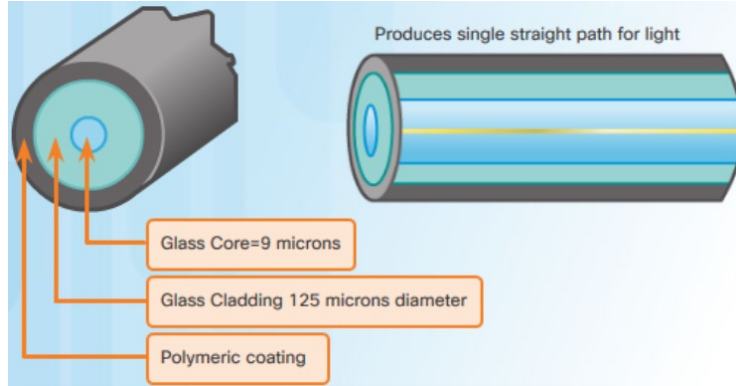 Produces single straight path for light
Glass Core=9 microns
Glass Cladding 125 microns diameter
Polymeric coating